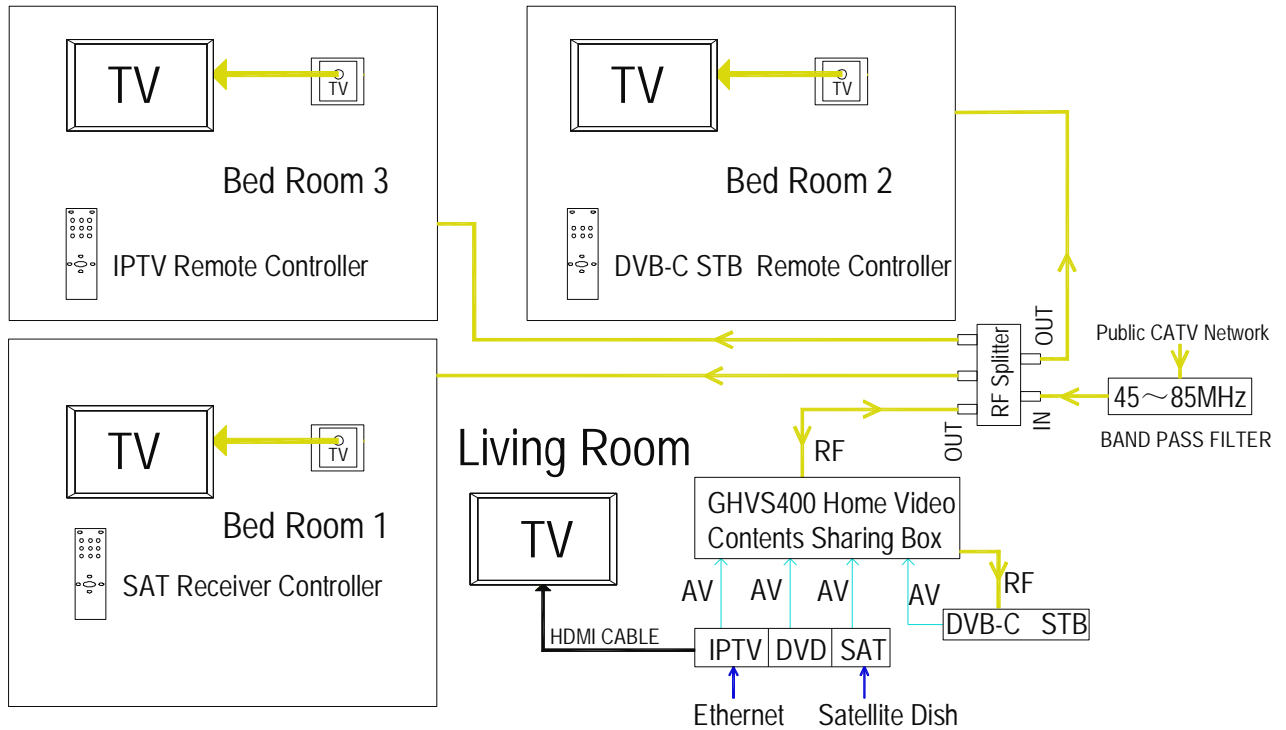 TV
TV
Bed Room 3
IPTV Remote Controller
TV
TV
Bed Room 2
DVB-C STB Remote Controller
TV
TV
Bed Room 1
SAT Receiver Controller
RF Splitter
OUT
IN
OUT
Public CATV Network
45~85MHz
BAND PASS FILTER
Living Room
TV
HDMI CABLE
RF
GHVS400 Home Video
Contents Sharing Box
AV
AV
AV
AV
RF
IPTV
DVD
SAT
DVB-C STB
Ethernet
Satellite Dish